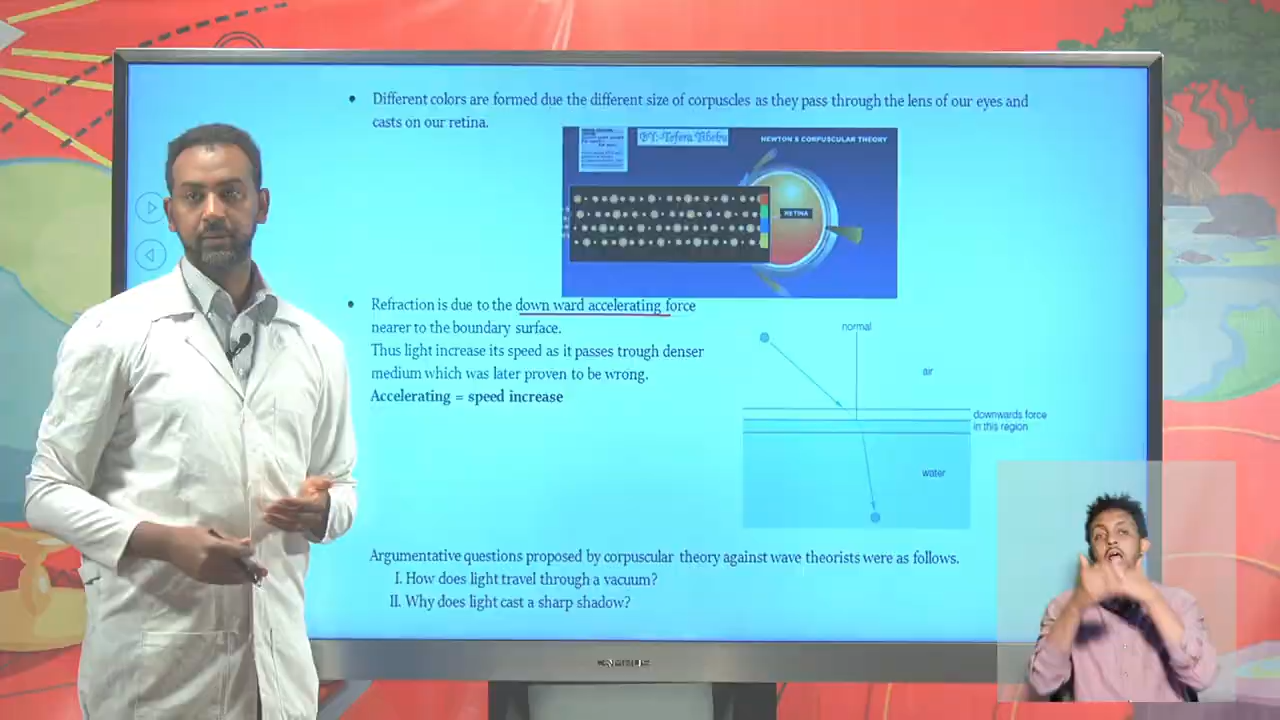 Different colors are formed due the different size of corpuscles as they pass through the lens of our eyes and
casts on our retina.
BY:-Tefera Tibebu
NEWTON S CORPUSCULAR THEORY
RETINA
Refraction is due to the down ward accelerating force
nearer to the boundary surface.
Thus light increase its speed as it passes trough denser
medium which was later proven to be wrong.
Accelerating = speed increase
normal
air
downwards force
in this region
water
Argumentative questions proposed by corpuscular theory against wave theorists were as follows.
I. How does light travel through a vacuum?
II. Why does light cast a sharp shadow?